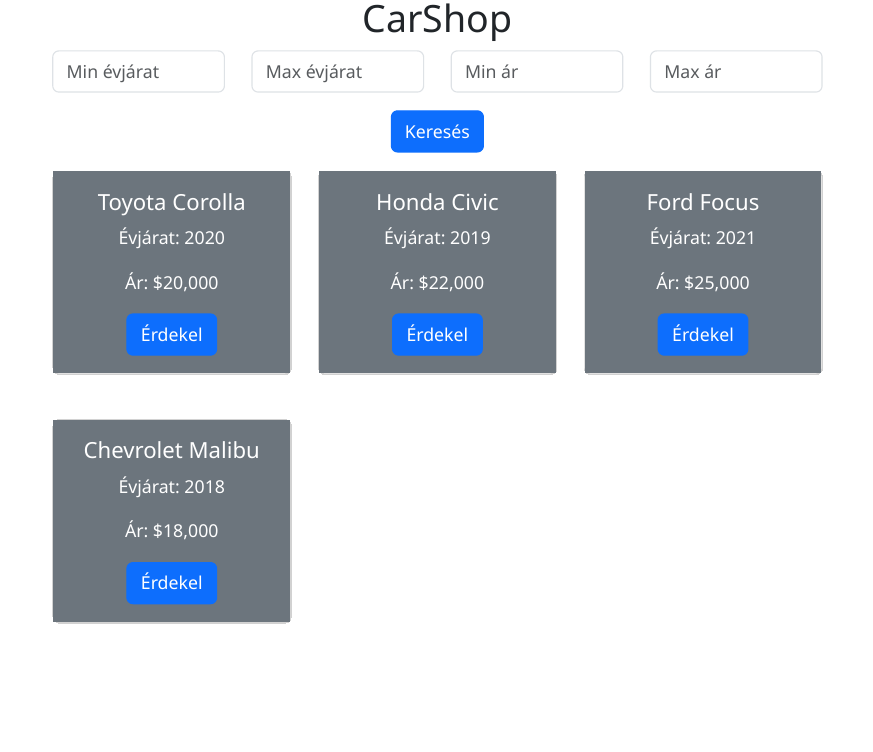 CarShop
Min évjárat Max évjárat Min ár Max ár
Keresés
Toyota Corolla
Évjárat: 2020
Ár: $20,000
Érdekel
Honda Civic
Évjárat: 2019
Ár: $22,000
Érdekel
Ford Focus
Évjárat: 2021
Ár: $25,000
Érdekel
Chevrolet Malibu
Évjárat: 2018
Ár: $18,000
Érdekel